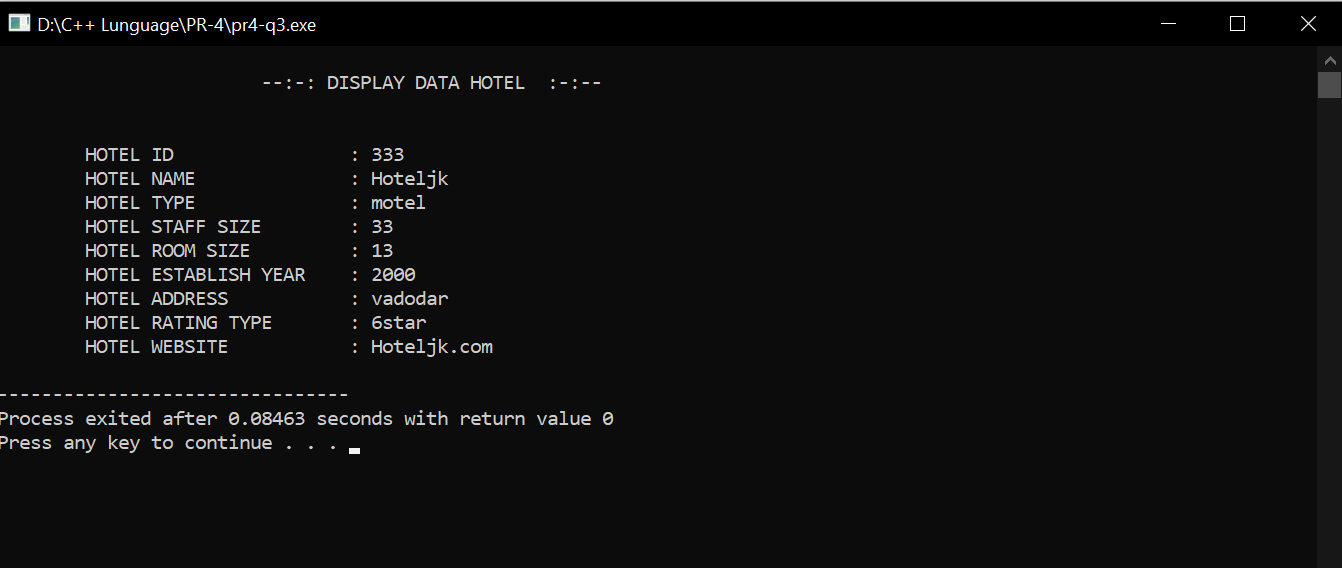 D:\C++ Lunguage\PR-4\pr4-q3.exe
--:-: DISPLAY DATA HOTEL  :-:--
HOTEL ID                : 333
HOTEL NAME              : Hoteljk
HOTEL TYPE              : motel
HOTEL STAFF SIZE        : 33
HOTEL ROOM SIZE         : 13
HOTEL ESTABLISH YEAR    : 2000
HOTEL ADDRESS           : vadodar
HOTEL RATING TYPE       : 6star
HOTEL WEBSITE           : Hoteljk.com
--------------------------------
Process exited after 0.08463 seconds with return value 0
Press any key to continue . . .